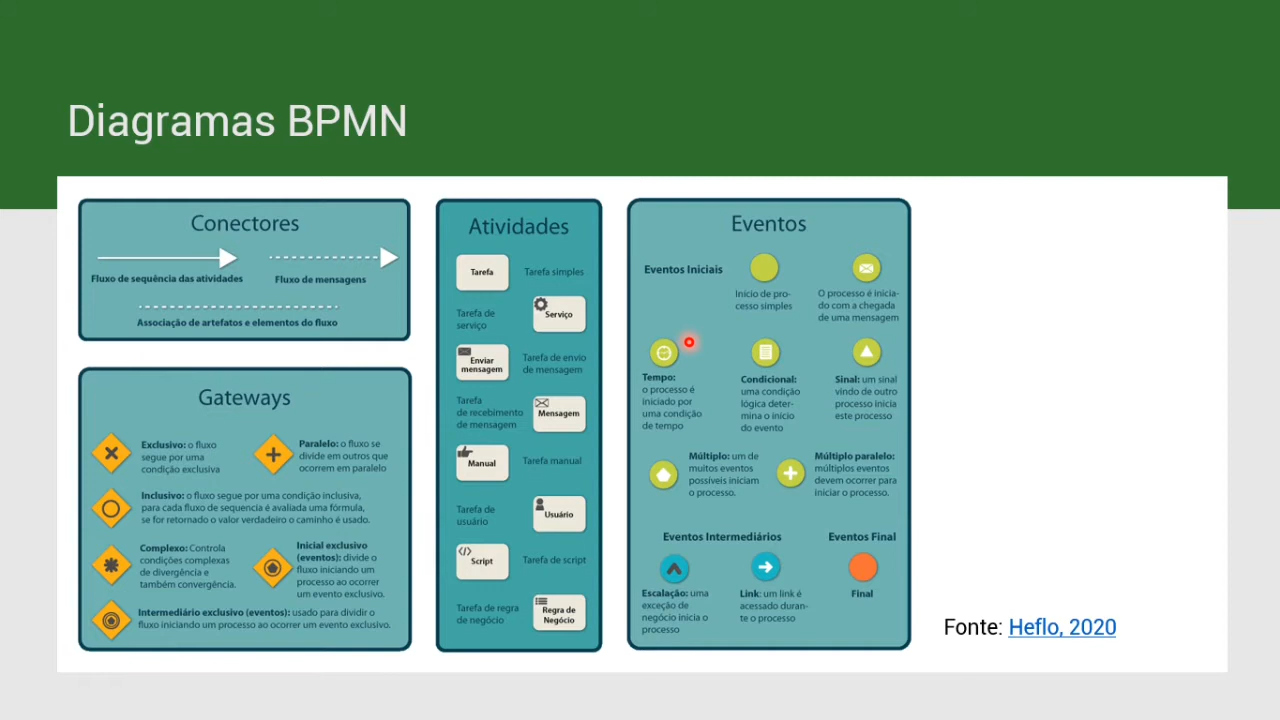 Diagramas BPMN
Conectores
Fluxo de sequência das atividades
Fluxo de mensagens
Associação de artefatos e elementos do fluxo
Gateways
Exclusivo: o fluxo
segue por uma
condição exclusiva
Paralelo: o fluxo se
divide em outros que
ocorrem em paralelo
Inclusivo: o fluxo segue por uma condição inclusiva,
para cada fluxo de sequencia é avaliada uma fórmula,
se for retornado o valor verdadeiro o caminho é usado.
Complexo: Controla
condições complexas
de divergência e
também convergência.
Inicial exclusivo
(eventos): divide o
fluxo iniciando um
processo ao ocorrer
um evento exclusivo.
Intermediário exclusivo (eventos): usado para dividir o
fluxo iniciando um processo ao ocorrer um evento exclusivo.
Atividades
Tarefa
Tarefa simples
Tarefa de
serviço
Serviço
Enviar
mensagem
Tarefa de envio
de mensagem
Tarefa
de recebimento
de mensagem
Mensagem
Manual
Tarefa manual
Tarefa de
usuário
Usuário
Script
Tarefa de script
Tarefa de regra
de negócio
Regra de
Negócio
Eventos
Eventos Iniciais
Inicio de pro-
cesso simples
O processo é inicia-
do com a chegada
de uma mensagem
Tempo:
o processo é
iniciado por
uma condição
de tempo
Condicional:
uma condição
lógica deter-
mina o início
do evento
Sinal: um sinal
vindo de outro
processo inicia
este processo
Múltiplo: um de
muitos eventos
possíveis iniciam
o processo.
Múltiplo paralelo:
múltiplos eventos
devem ocorrer para
iniciar o processo.
Eventos Intermediários
Escalação: uma
exceção de
negócio inicia o
processo
Link: um link é
acessado duran-
te o processo
Eventos Final
Final
Fonte: Heflo, 2020